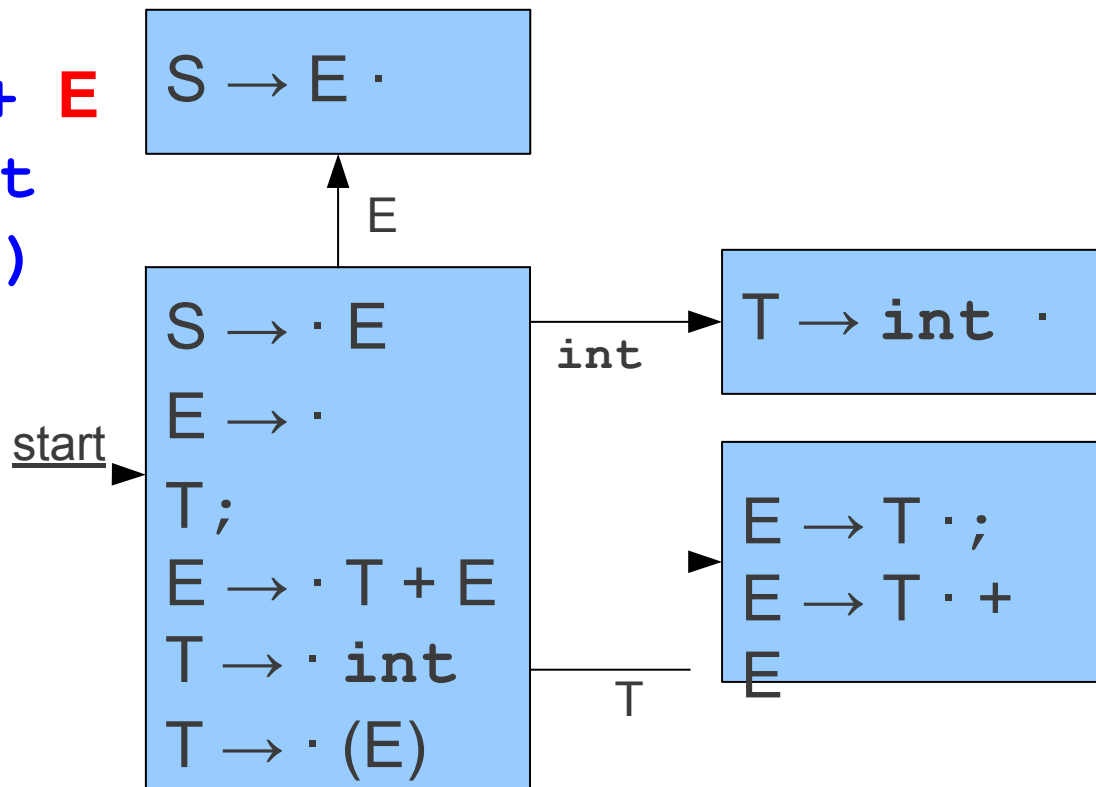 + E
t
)
S → E ·
E
S → · E
E → ·
T ;
E → · T + E
T → · int
T → · (E)
start
int
T → int ·
T
E → T · ;
E → T · +
E